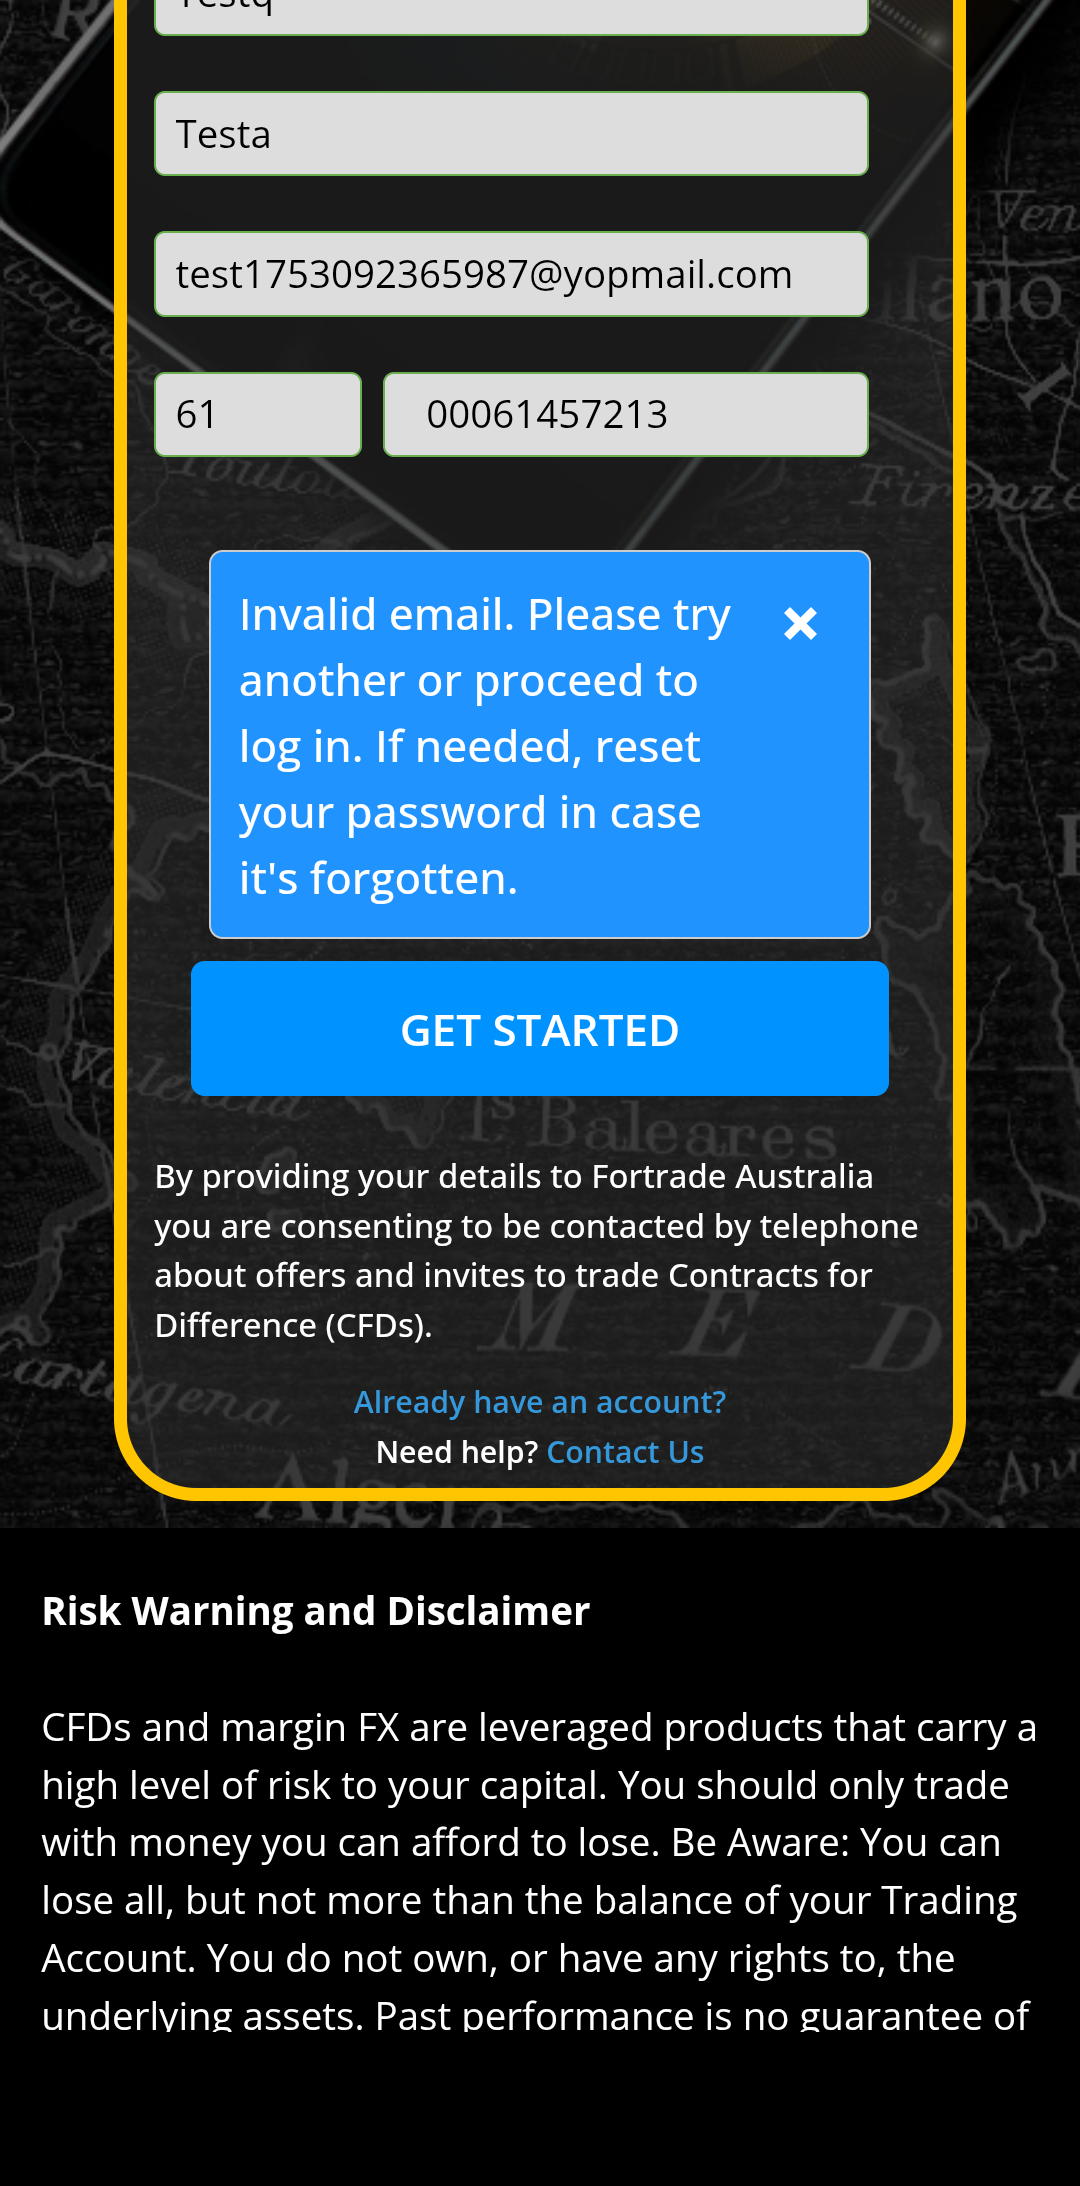 Testq
Testa
test1753092365987@yopmail.com
61
00061457213
Invalid email. Please try
another or proceed to
log in. If needed, reset
your password in case
it's forgotten.
GET STARTED
By providing your details to Fortrade Australia
you are consenting to be contacted by telephone
about offers and invites to trade Contracts for
Difference (CFDs).
Already have an account?
Need help? Contact Us
Risk Warning and Disclaimer
CFDs and margin FX are leveraged products that carry a
high level of risk to your capital. You should only trade
with money you can afford to lose. Be Aware: You can
lose all, but not more than the balance of your Trading
Account. You do not own, or have any rights to, the
underlying assets. Past performance is no guarantee of
Firenze
Valencia
Is Baleares
M E D
Cartagena